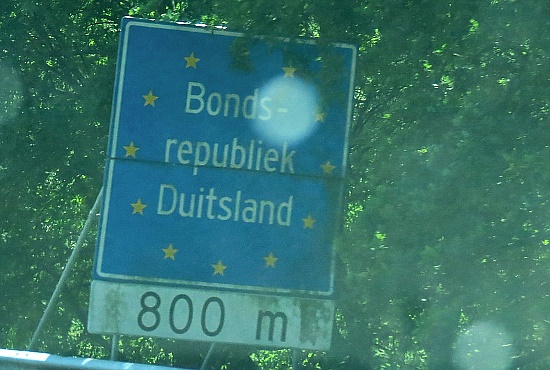 Bonds-
republiek
Duitsland
800 m